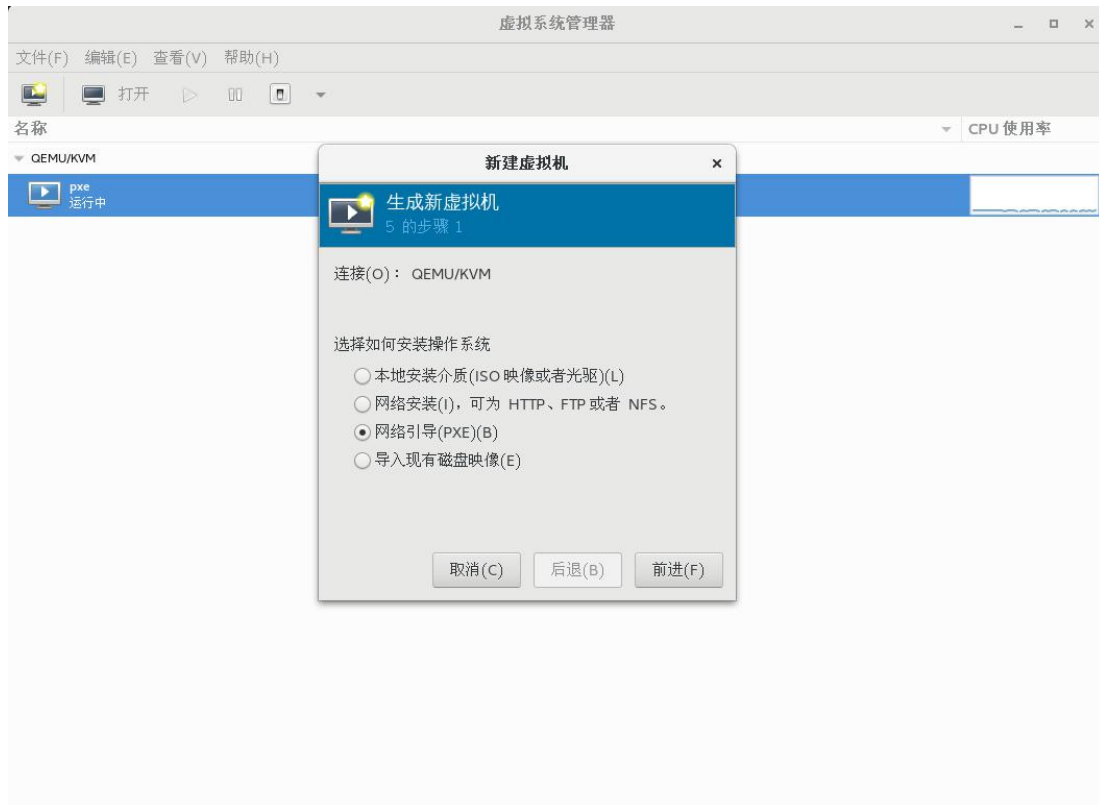 虚拟系统管理器
文件(F) 编辑(E) 查看(V) 帮助(H)
打开
名称 CPU 使用率
QEMU/KVM
pxe
运行中
新建虚拟机
生成新虚拟机
5 的步骤 1
连接(O)： QEMU/KVM
选择如何安装操作系统
本地安装介质(ISO 映像或者光驱)(L)
网络安装(I)，可为 HTTP、FTP 或者 NFS。
网络引导(PXE)(B)
导入现有磁盘映像(E)
取消(C) 后退(B) 前进(F)